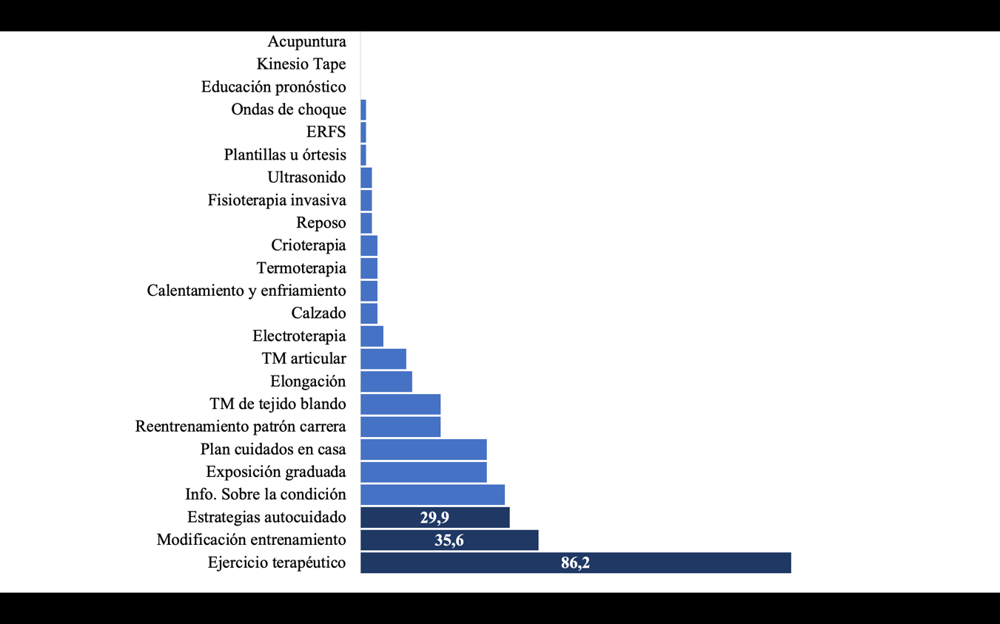 Acupuntura
Kinesio Tape
Educación pronóstico
Ondas de choque
ERFS
Plantillas u órtesis
Ultrasonido
Fisioterapia invasiva
Reposo
Crioterapia
Termoterapia
Calentamiento y enfriamiento
Calzado
Electroterapia
TM articular
Elongación
TM de tejido blando
Reentrenamiento patrón carrera
Plan cuidados en casa
Exposición graduada
Info. Sobre la condición
Estrategias autocuidado 29,9
Modificación entrenamiento 35,6
Ejercicio terapéutico 86,2